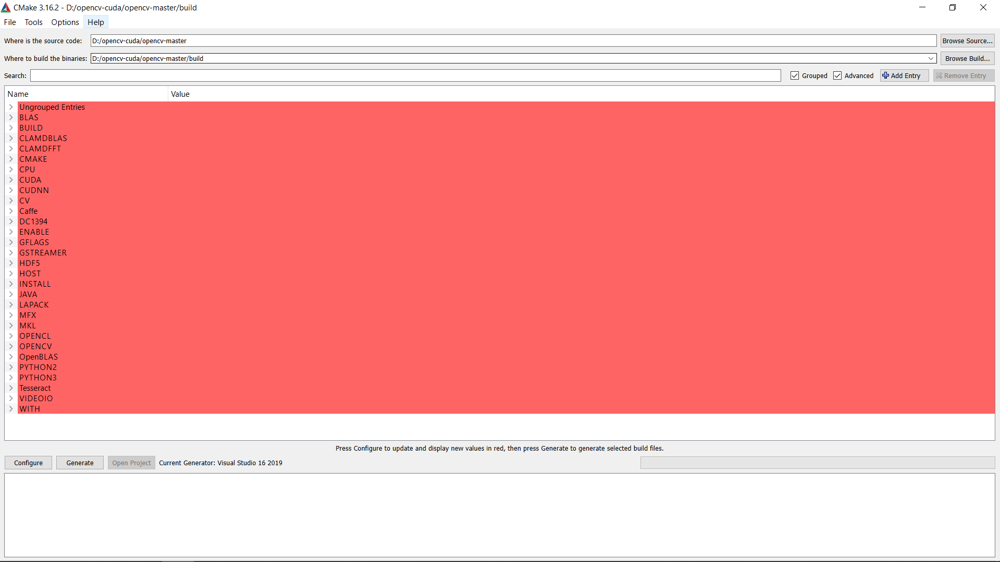 CMake 3.16.2 - D:/opencv-cuda/opencv-master/build
File Tools Options Help
Where is the source code: D:/opencv-cuda/opencv-master Browse Source...
Where to build the binaries: D:/opencv-cuda/opencv-master/build Browse Build...
Search: Grouped Advanced Add Entry Remove Entry
Name Value
Ungrouped Entries
BLAS
BUILD
CLAMDBLAS
CLAMDFFT
CMAKE
CPU
CUDA
CUDNN
CV
Caffe
DC1394
ENABLE
GFLAGS
GSTREAMER
HDF5
HOST
INSTALL
JAVA
LAPACK
MFX
MKL
OPENCL
OPENCV
OpenBLAS
PYTHON2
PYTHON3
Tesseract
VIDEOIO
WITH
Press Configure to update and display new values in red, then press Generate to generate selected build files.
Configure Generate Open Project Current Generator: Visual Studio 16 2019